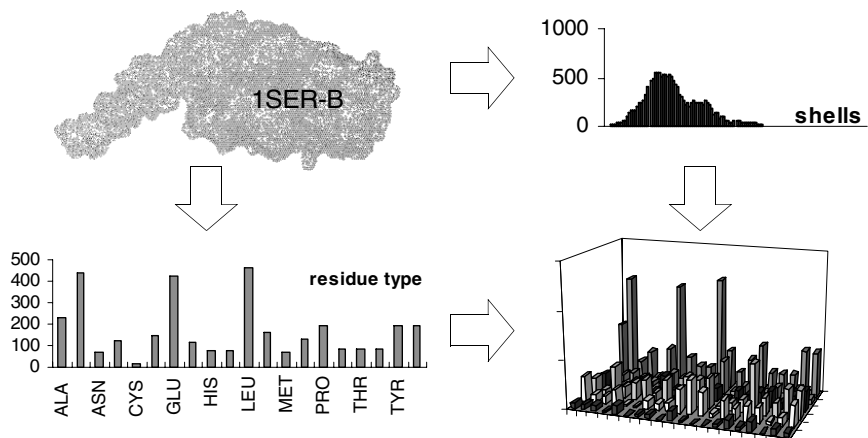 1SER-B
1000
500
0
shells
500
400
300
200
100
0
residue type
ALA
ASN
CYS
GLU
HIS
LEU
MET
PRO
THR
TYR